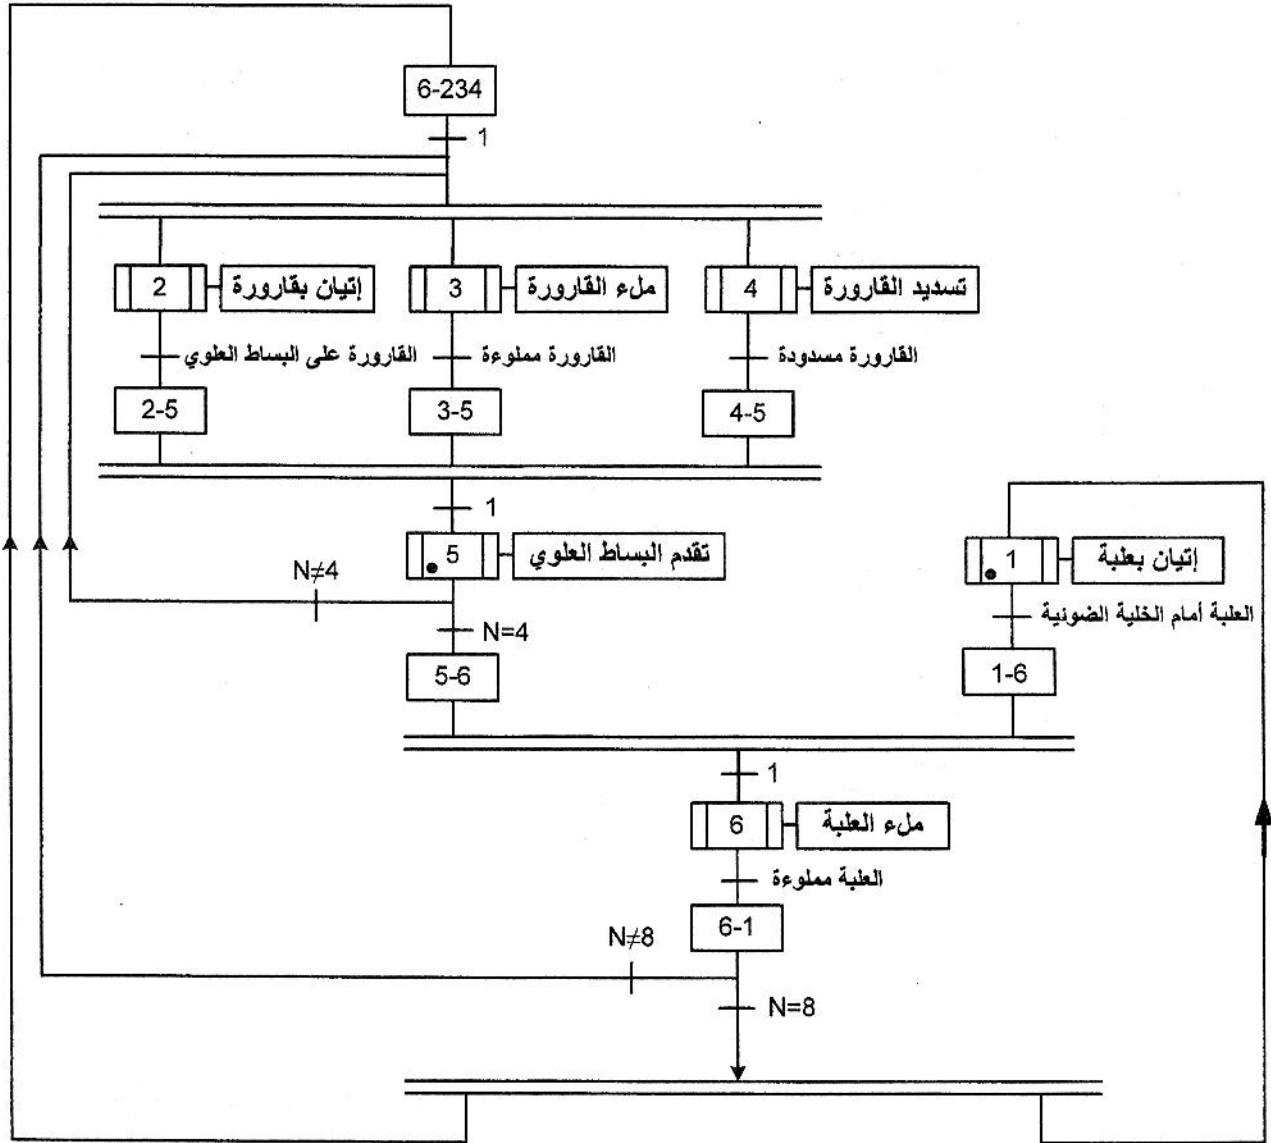 6-234
1
2
إتيان بقارورة
3
ملء القارورة
4
تسديد القارورة
القارورة على البساط العلوي
القارورة مملوءة
القارورة مسدودة
2-5
3-5
4-5
1
5
تقدم البساط العلوي
1
إتيان بعلبة
N≠4
N=4
العلبة أمام الخلية الضوئية
5-6
1-6
1
6
ملء العلبة
العلبة مملوءة
6-1
N≠8
N=8